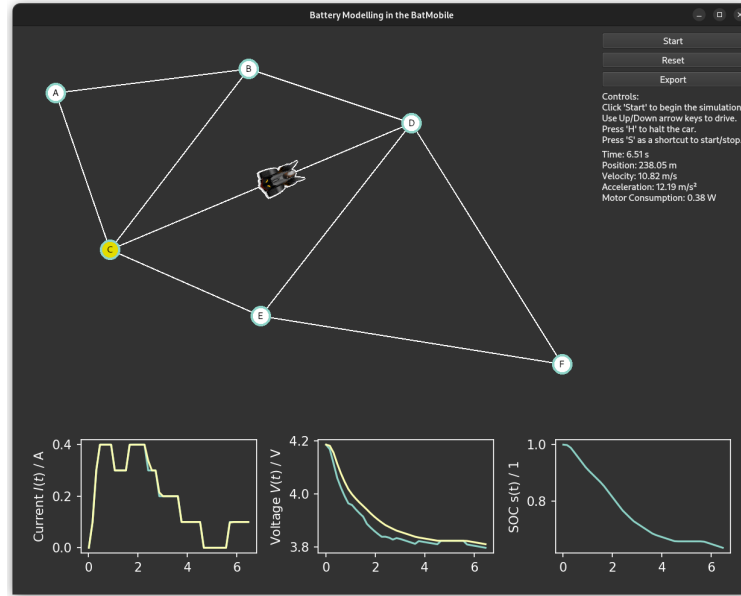 Battery Modelling in the BatMobile
Start
Reset
Export
Controls:
Click 'Start' to begin the simulation
Use Up/Down arrow keys to drive.
Press 'H' to halt the car.
Press 'S' as a shortcut to start/stop.
Time: 6.51 s
Position: 238.05 m
Velocity: 10.82 m/s
Acceleration: 12.19 m/s²
Motor Consumption: 0.38 W
B
A
D
C
E
F
Current I(t) / A
0.4
0.2
0.0
0 2 4 6
Voltage V(t) / V
4.2
4.0
3.8
0 2 4 6
SOC s(t) / 1
1.0
0.8
0 2 4 6